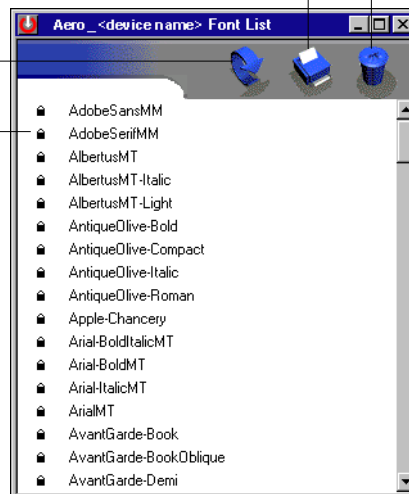 Aero_<device name> Font List
AdobeSansMM
AdobeSerifMM
AlbertusMT
AlbertusMT-Italic
AlbertusMT-Light
AntiqueOlive-Bold
AntiqueOlive-Compact
AntiqueOlive-Italic
AntiqueOlive-Roman
Apple-Chancery
Arial-BoldItalicMT
Arial-BoldMT
Arial-ItalicMT
ArialMT
AvantGarde-Book
AvantGarde-BookOblique
AvantGarde-Demi